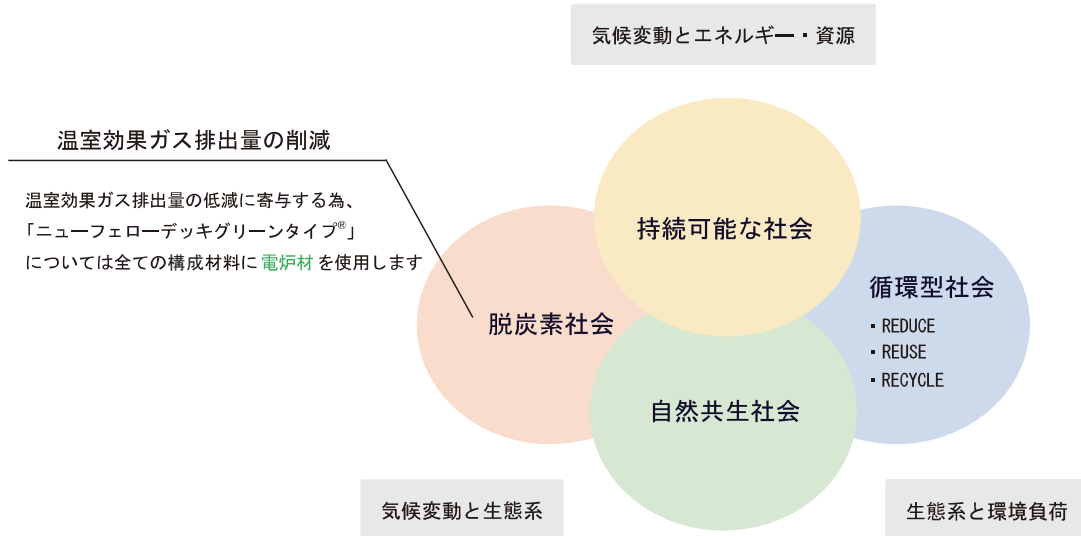 気候変動とエネルギー・資源
温室効果ガス排出量の削減
温室効果ガス排出量の低減に寄与する為、
「ニューフェローデッキグリーンタイプ®」
については全ての構成材料に 電炉材 を使用します
持続可能な社会
循環型社会
・REDUCE
・REUSE
・RECYCLE
脱炭素社会
自然共生社会
気候変動と生態系
生態系と環境負荷